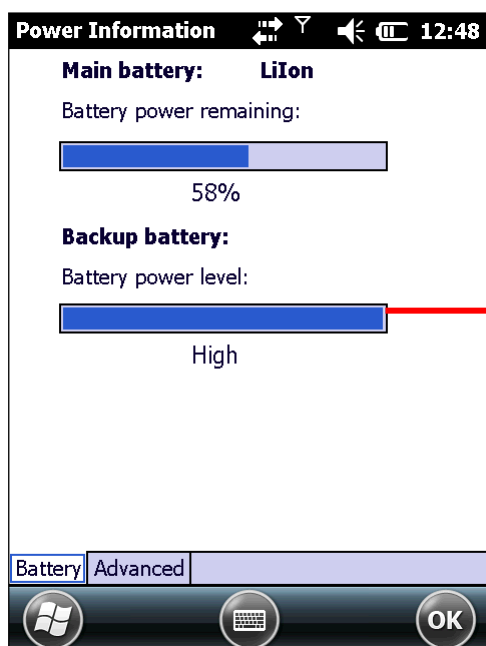 Power Information 12:48
Main battery: LiIon
Battery power remaining:
58%
Backup battery:
Battery power level:
High
Battery Advanced
OK